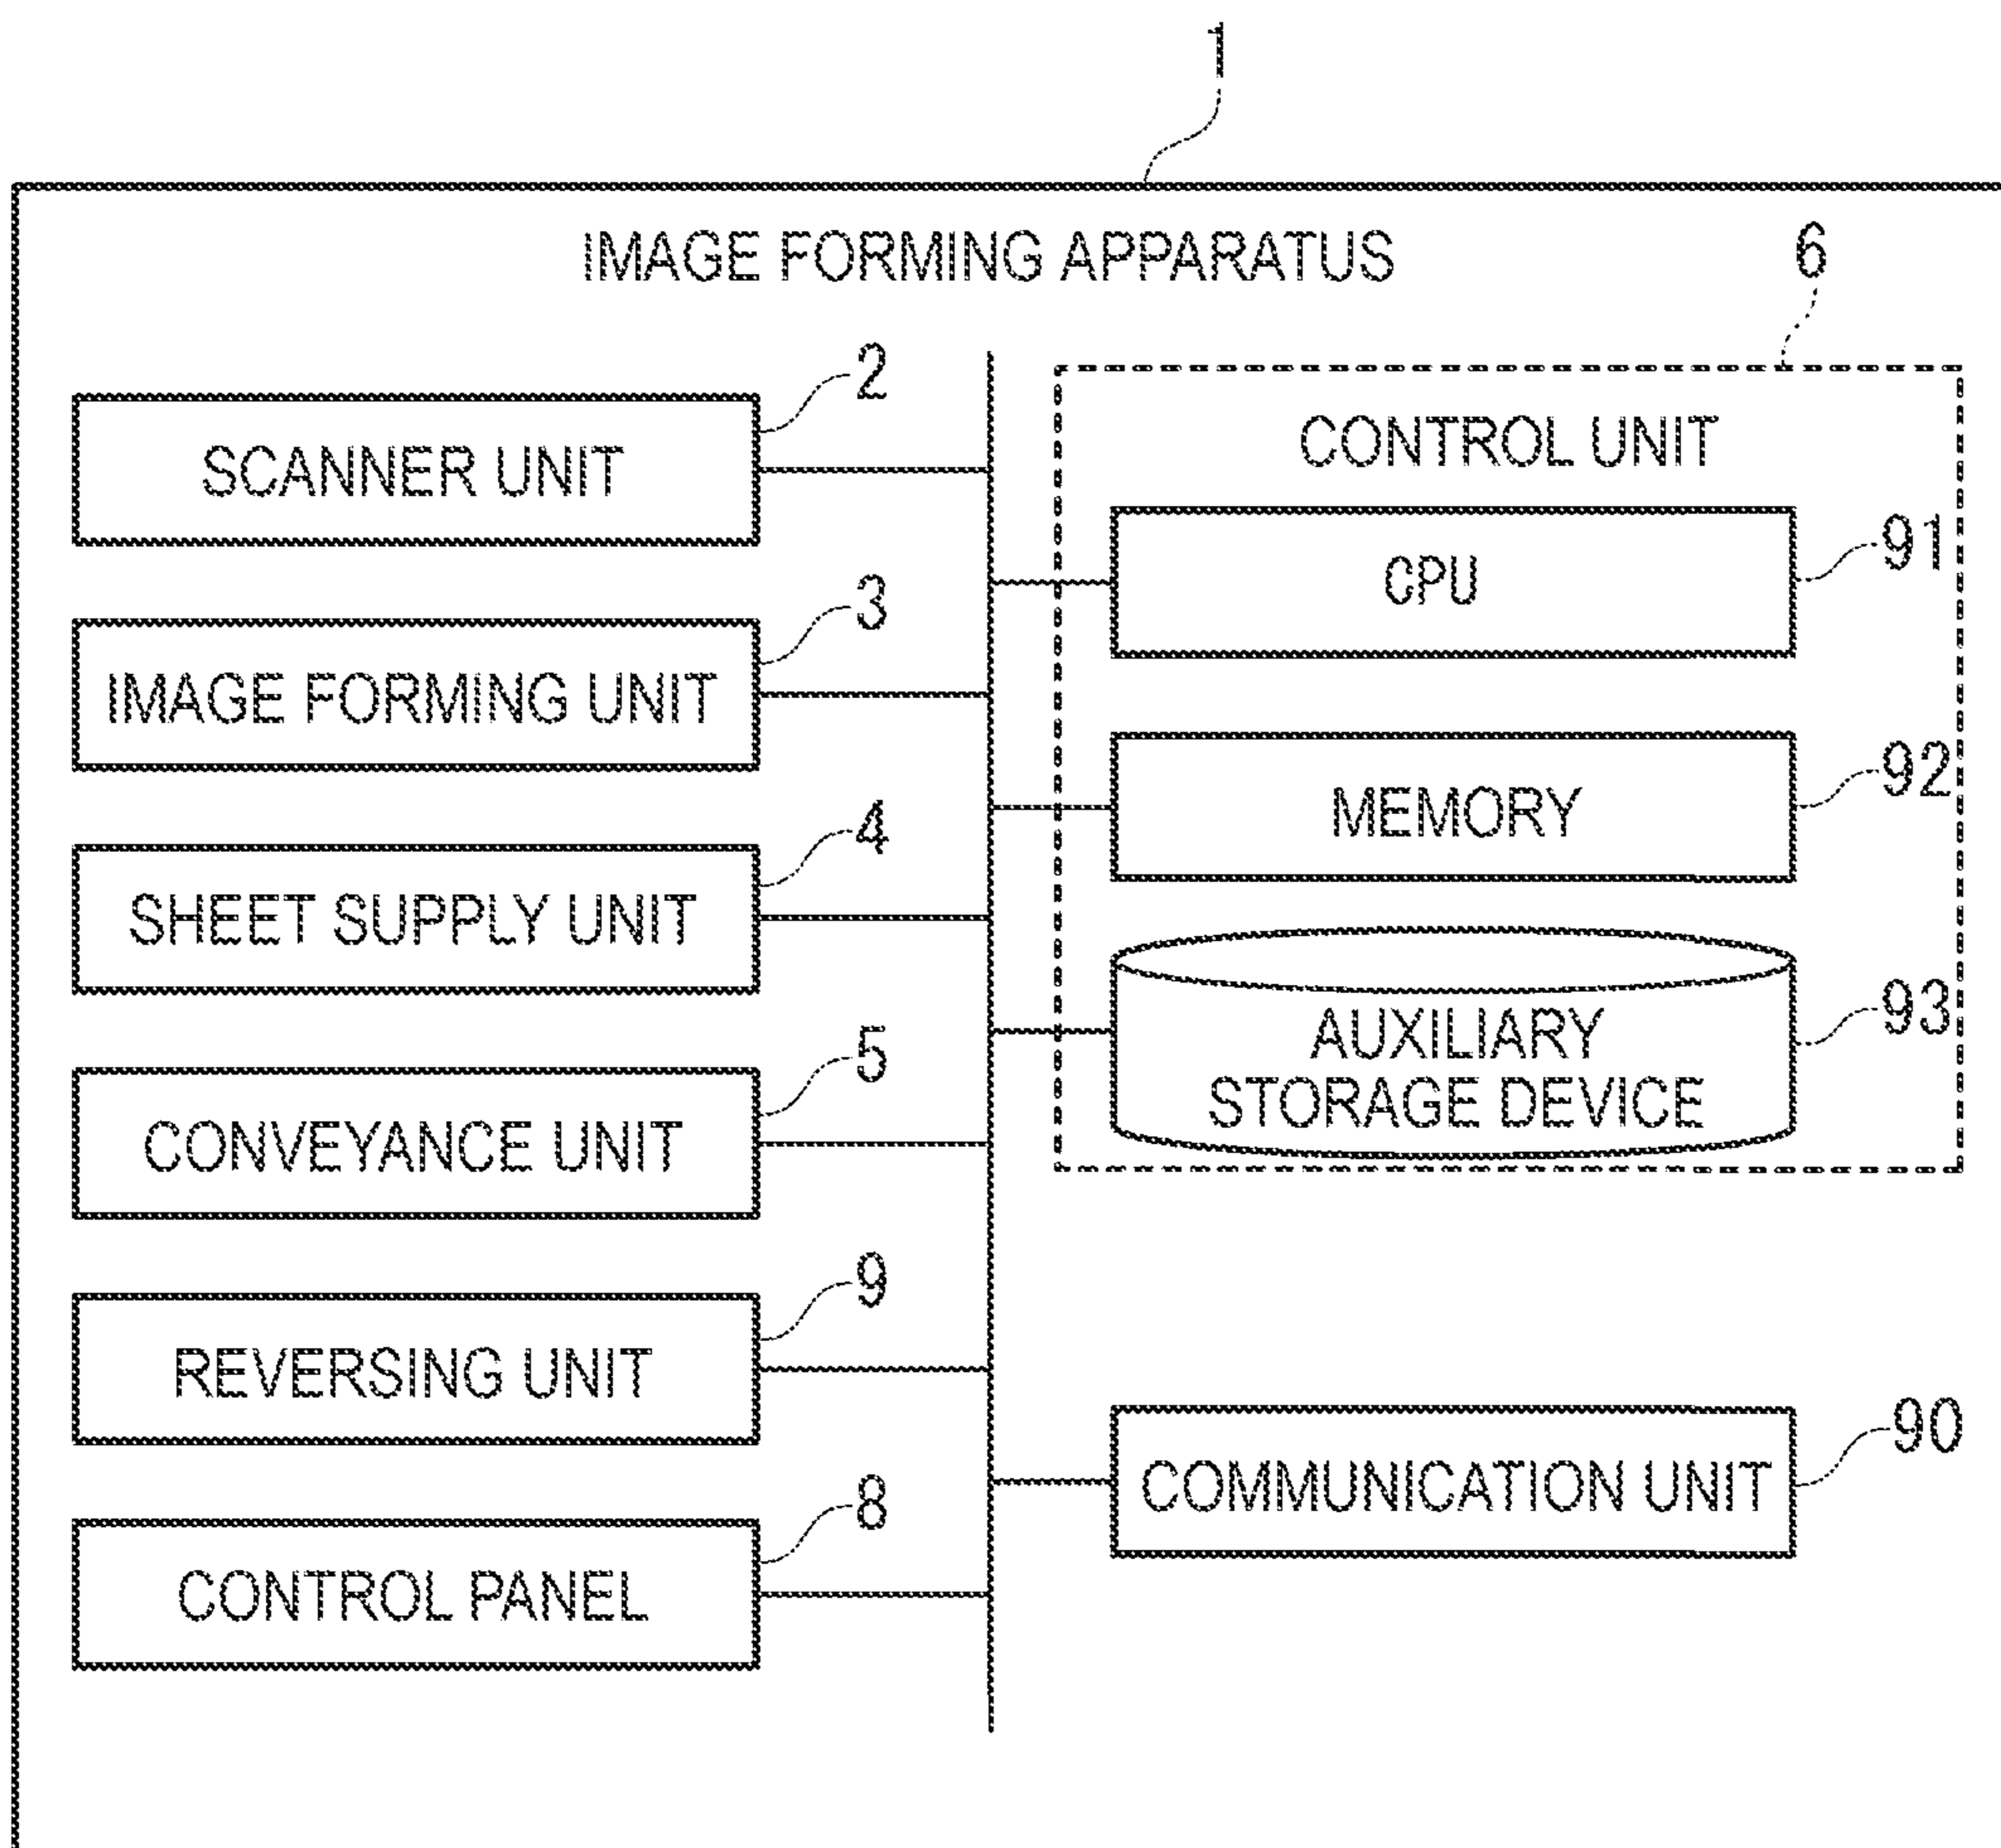 1
IMAGE FORMING APPARATUS
2
SCANNER UNIT
3
IMAGE FORMING UNIT
4
SHEET SUPPLY UNIT
5
CONVEYANCE UNIT
9
REVERSING UNIT
8
CONTROL PANEL
6
CONTROL UNIT
91
CPU
92
MEMORY
93
AUXILIARY
STORAGE DEVICE
90
COMMUNICATION UNIT